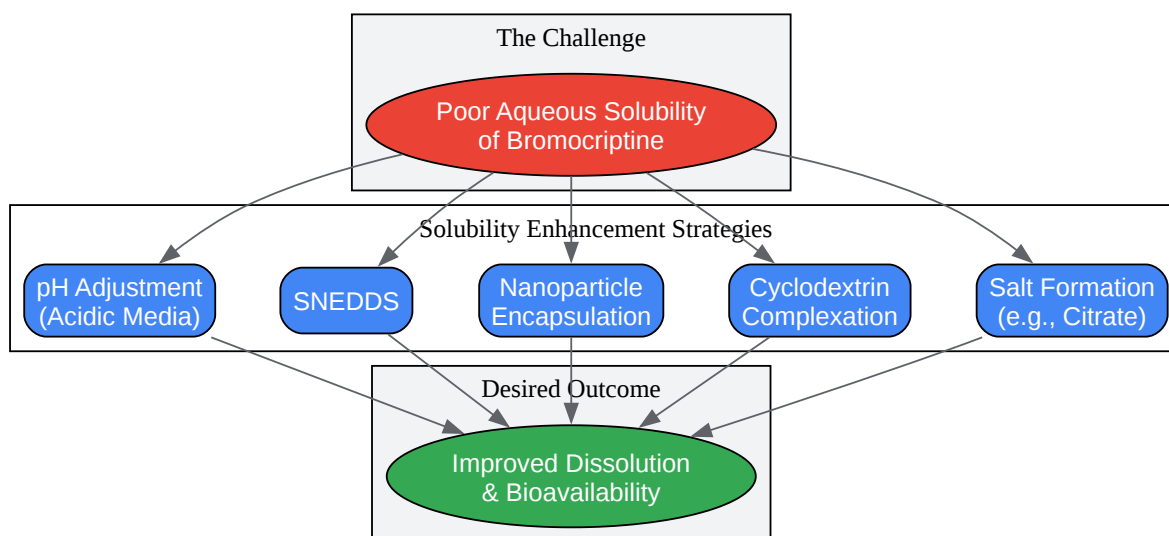 The Challenge
Poor Aqueous Solubility
of Bromocriptine
Solubility Enhancement Strategies
pH Adjustment
(Acidic Media)
SNEDDS
Nanoparticle
Encapsulation
Cyclodextrin
Complexation
Salt Formation
(e.g., Citrate)
Desired Outcome
Improved Dissolution
& Bioavailability